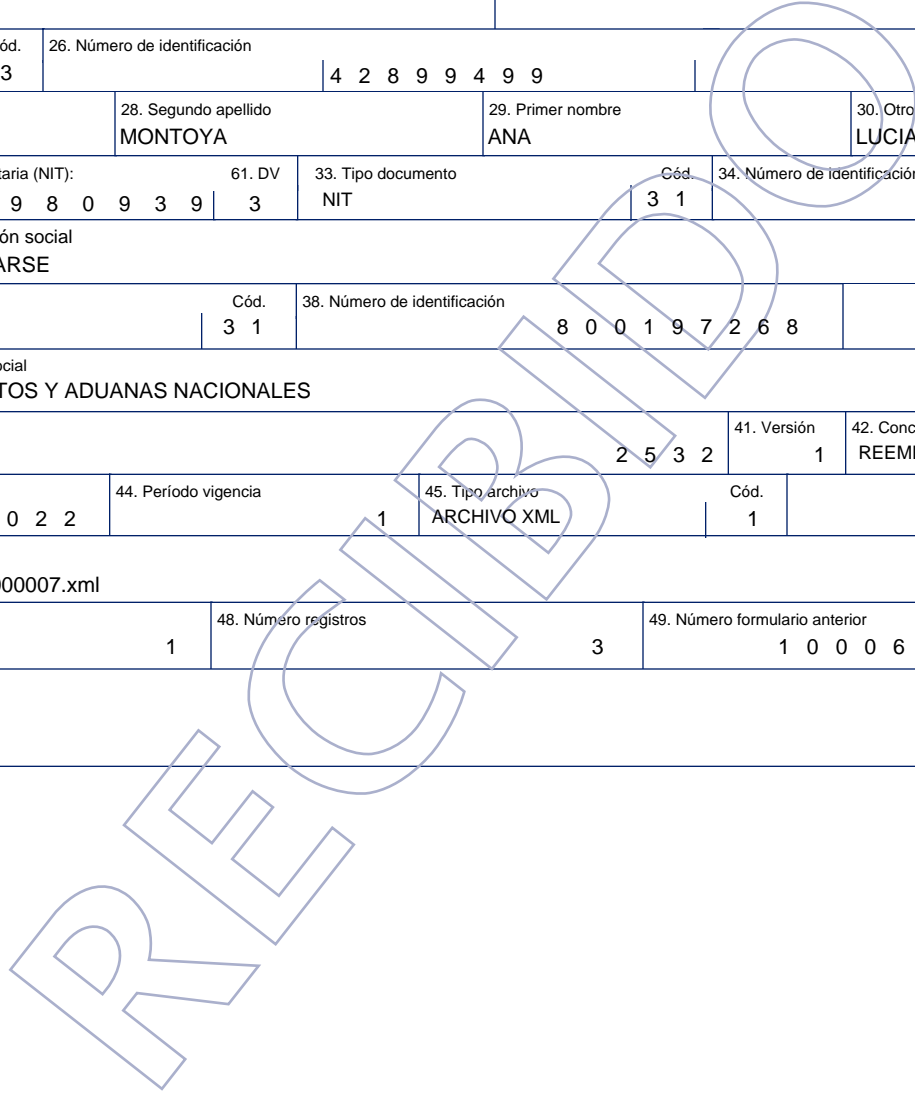 ód. 26. Número de identificación
3 4 2 8 9 9 4 9 9
28. Segundo apellido 29. Primer nombre 30. Otro
MONTOYA ANA LUCIA
taria (NIT): 61. DV 33. Tipo documento Cód. 34. Número de identificación
9 8 0 9 3 9 3 NIT 3 1
ón social
ARSE
Cód. 38. Número de identificación
3 1 8 0 0 1 9 7 2 6 8
ocial
TOS Y ADUANAS NACIONALES
41. Versión 42. Conc
2 5 3 2 1 REEM
44. Período vigencia 45. Tipo archivo Cód.
0 2 2 1 ARCHIVO XML 1
00007.xml
48. Número registros 49. Número formulario anterior
1 3 1 0 0 0 6
RECIBIDO